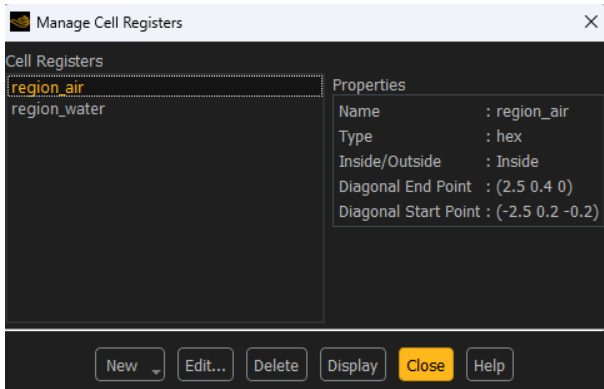 Manage Cell Registers
Cell Registers
region_air
region_water
Properties
Name : region_air
Type : hex
Inside/Outside : Inside
Diagonal End Point : (2.5 0.4 0)
Diagonal Start Point : (-2.5 0.2 -0.2)
New Edit... Delete Display Close Help